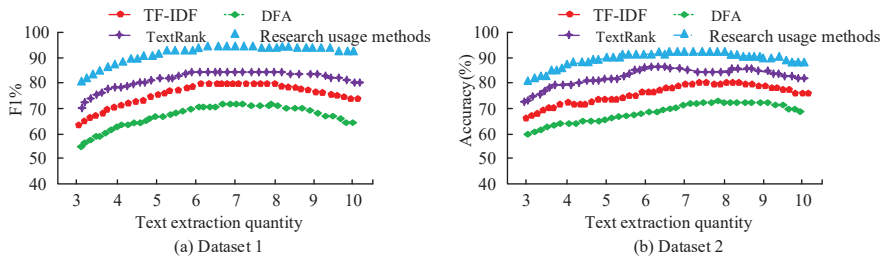 TF-IDF
DFA
TextRank
Research usage methods
F1%
100
90
80
70
60
50
40
3 4 5 6 7 8 9 10
Text extraction quantity
(a) Dataset 1
TF-IDF
DFA
TextRank
Research usage methods
Accuracy(%)
100
90
80
70
60
50
40
3 4 5 6 7 8 9 10
Text extraction quantity
(b) Dataset 2